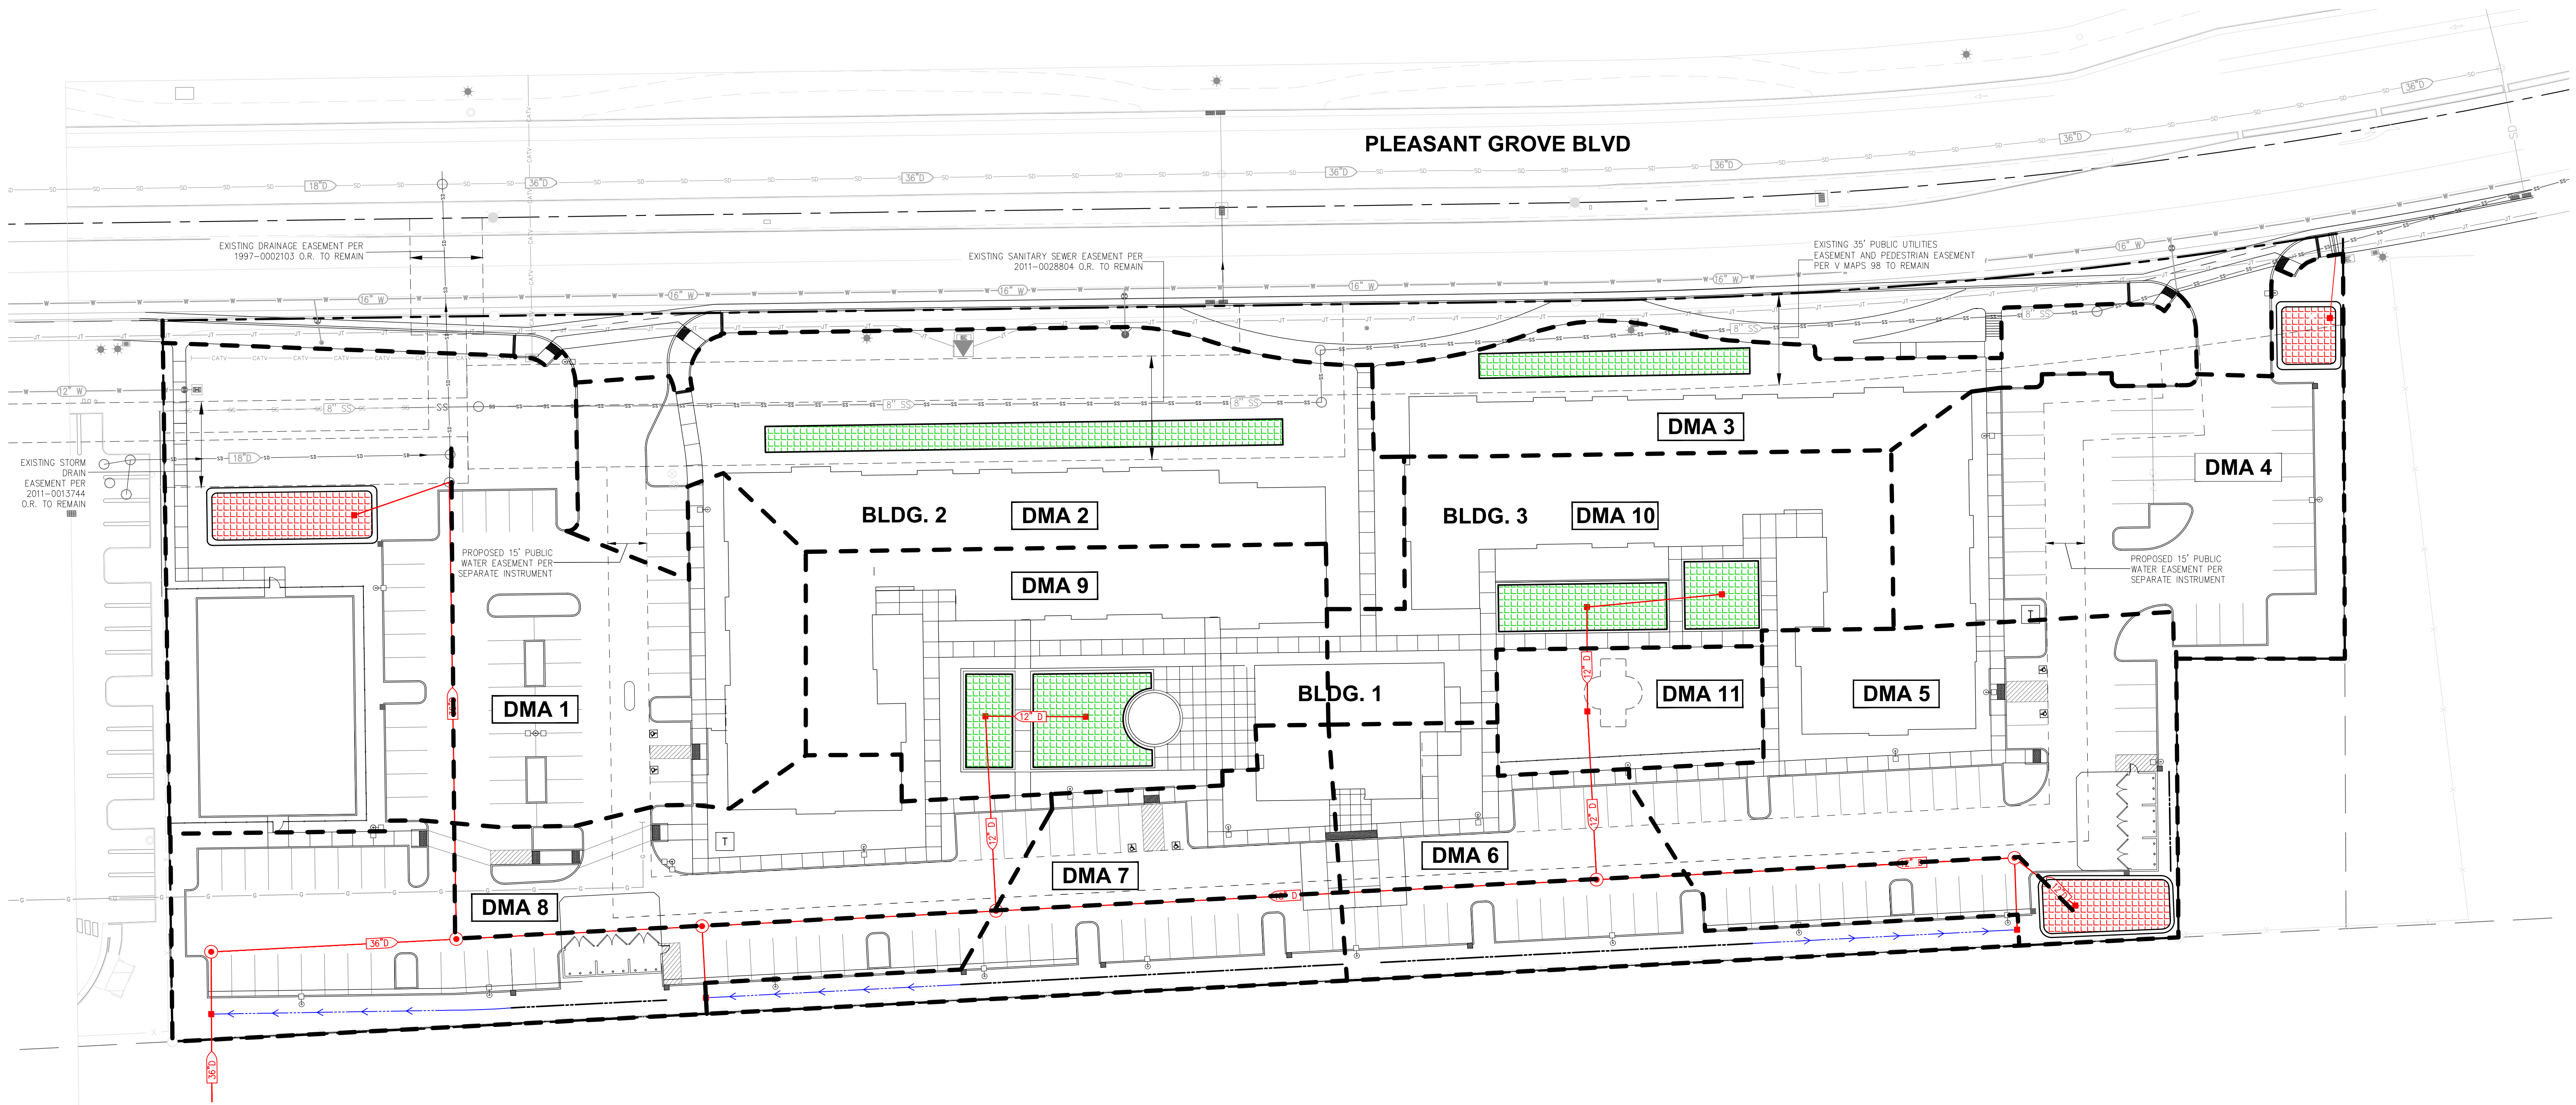 36"D
36"D
PLEASANT GROVE BLVD
18"D
36"D
36"D
36"D
36"D
EXISTING DRAINAGE EASEMENT PER
1997-0002103 O.R. TO REMAIN
EXISTING SANITARY SEWER EASEMENT PER
2011-0028804 O.R. TO REMAIN
EXISTING 35' PUBLIC UTILITIES
EASEMENT AND PEDESTRIAN EASEMENT
PER V MAPS 98 TO REMAIN
16" W
16" W
16" W
16" W
16" W
16" W
16" W
12" W
8" SS
8" SS
8" SS
8" SS
8" SS
8" SS
EXISTING STORM
DRAIN
EASEMENT PER
2011-0013744
O.R. TO REMAIN
18"D
DMA 3
DMA 4
BLDG. 2
DMA 2
BLDG. 3
DMA 10
PROPOSED 15' PUBLIC
WATER EASEMENT PER
SEPARATE INSTRUMENT
PROPOSED 15' PUBLIC
WATER EASEMENT PER
SEPARATE INSTRUMENT
DMA 9
T
DMA 1
BLDG. 1
DMA 11
DMA 5
12" D
12" D
12" D
12" D
T
DMA 7
DMA 6
DMA 8
36"D
36"D